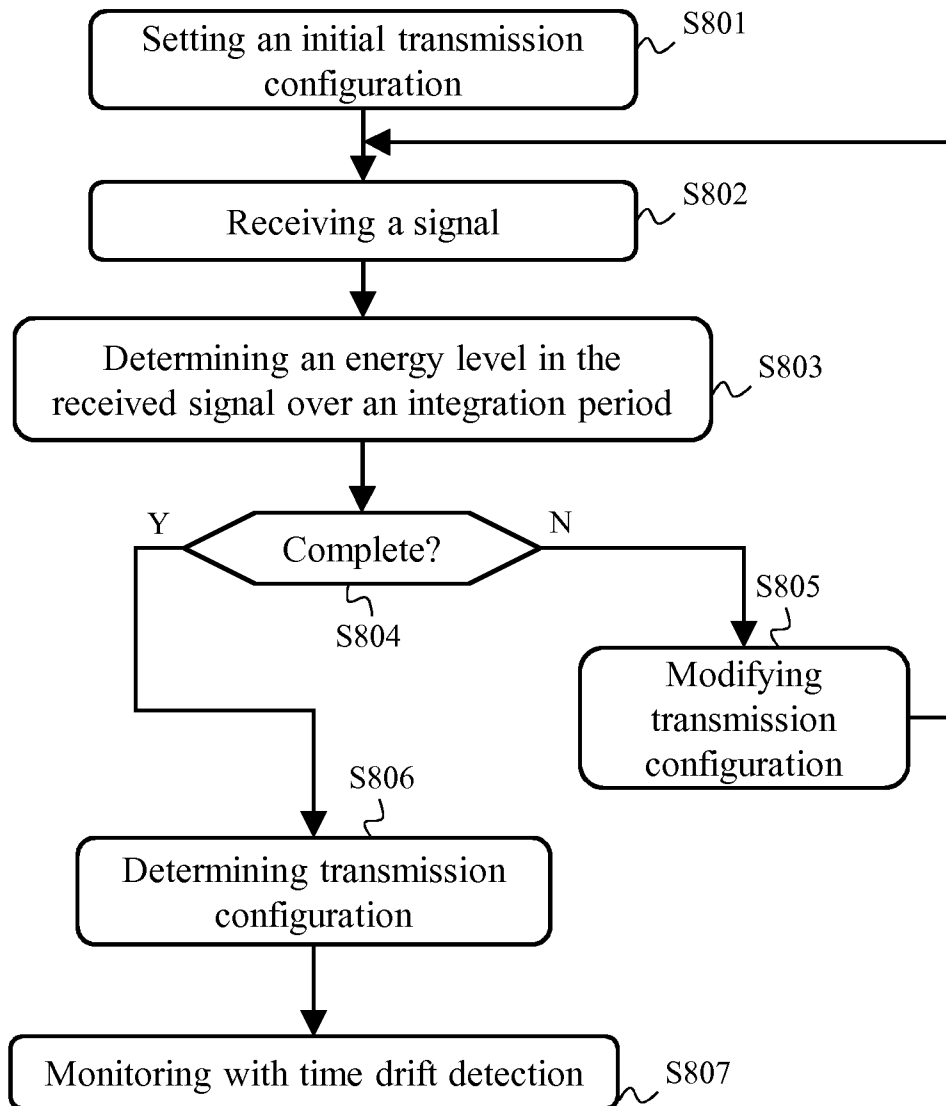 Setting an initial transmission
configuration
S801
Receiving a signal
S802
Determining an energy level in the
received signal over an integration period
S803
Y
Complete?
N
S804
S805
Modifying
transmission
configuration
S806
Determining transmission
configuration
Monitoring with time drift detection
S807